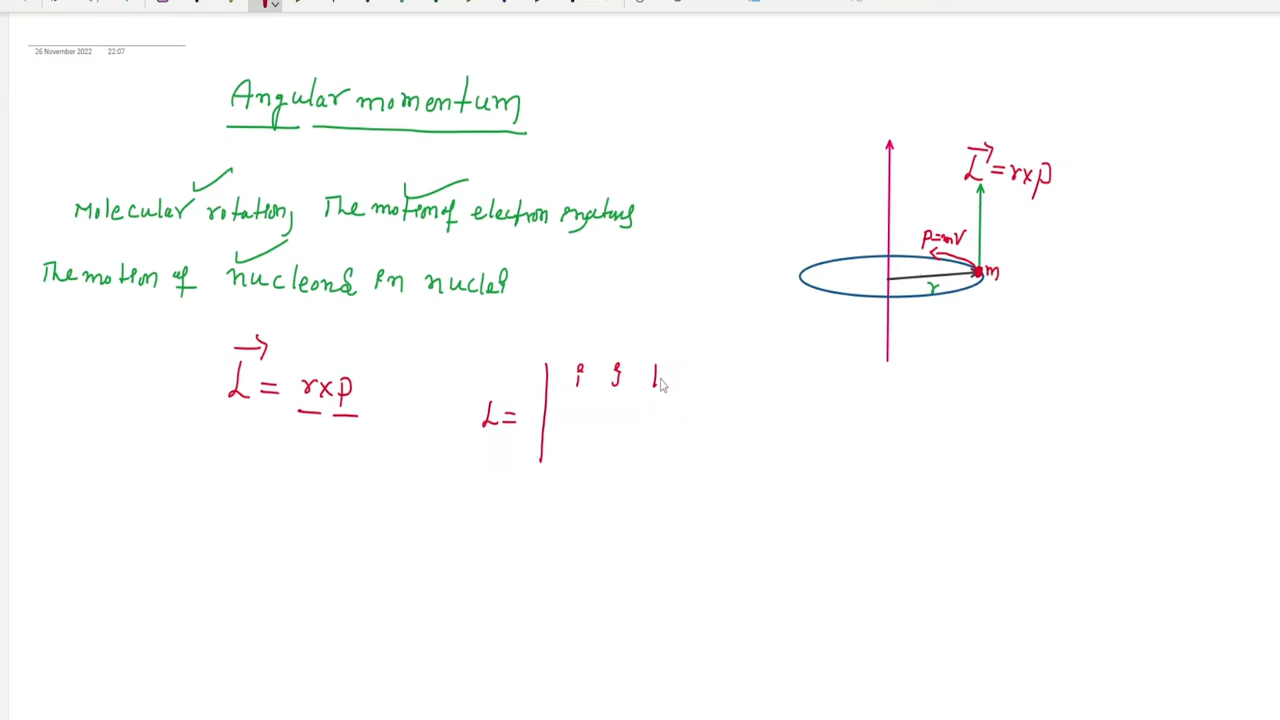 26 November 2022 22:07
Angular momentum
Molecular rotation, The motion of electron
The motion of nucleons in nuclei
L = r x p
L =
i j
L = r x p
P=mV
m
r